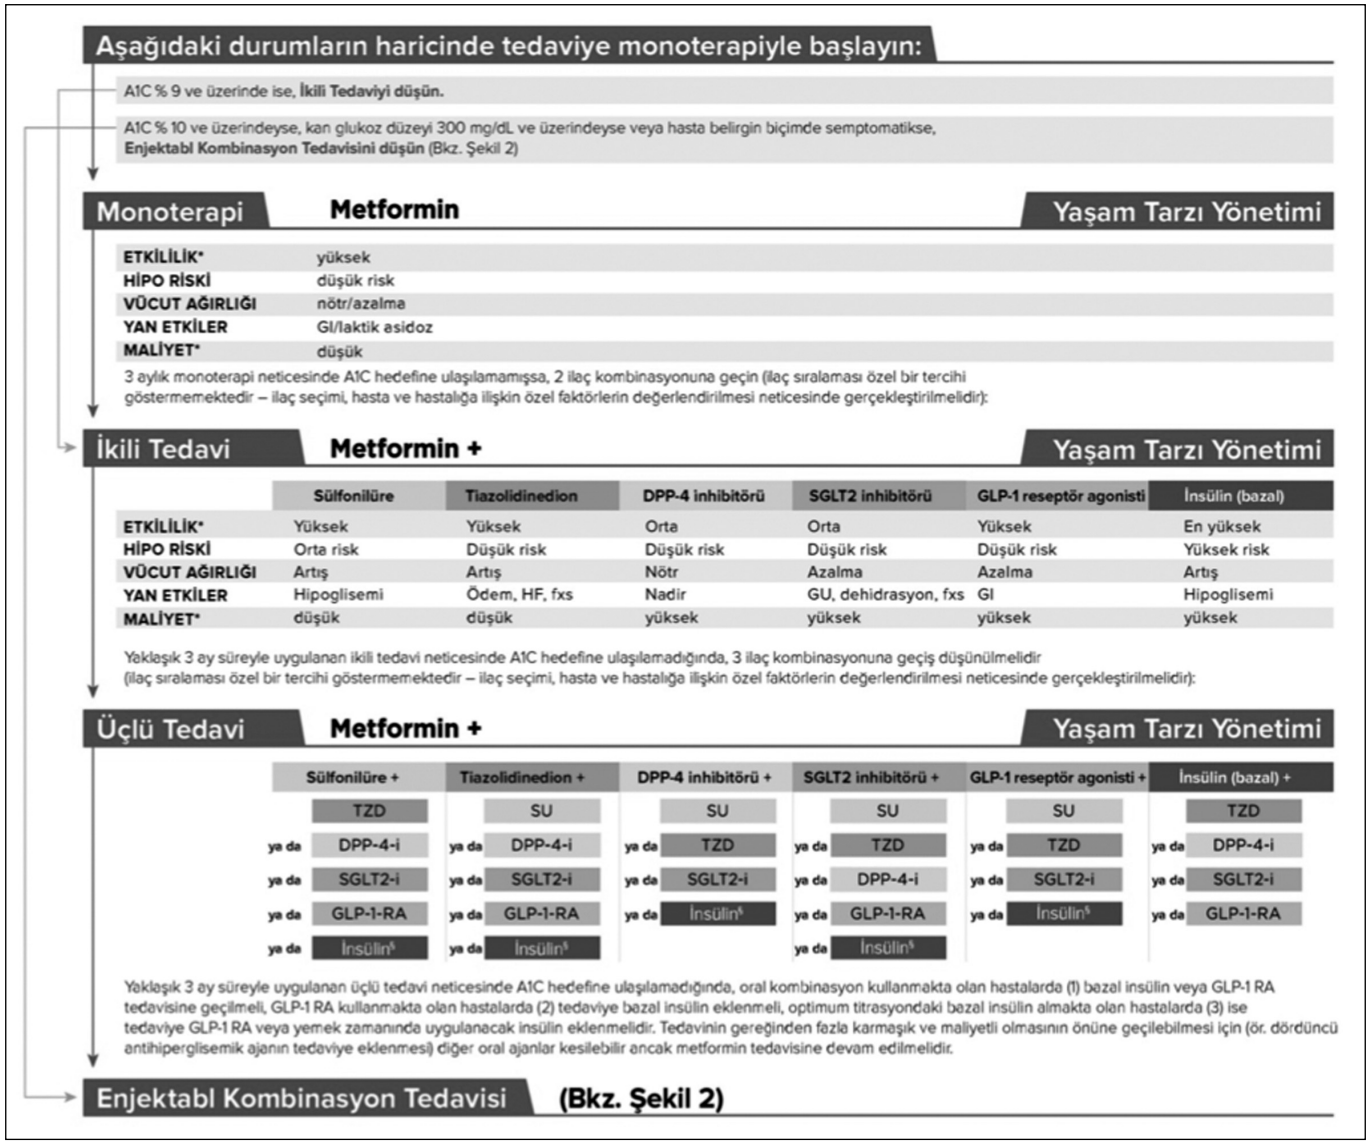 Aşağıdaki durumların haricinde tedaviye monoterapiyle başlayın:
A1C % 9 ve üzerinde ise, İkili Tedaviyi düşün.
A1C % 10 ve üzerindeyse, kan glukoz düzeyi 300 mg/dL ve üzerindeyse veya hasta belirgin biçimde semptomatikse,
Enjektabl Kombinasyon Tedavisini düşün (Bkz. Şekil 2)
Monoterapi Metformin Yaşam Tarzı Yönetimi
ETKİLİLİK* yüksek
HİPO RİSKİ düşük risk
VÜCUT AĞIRLIĞI nötr/azalma
YAN ETKİLER GI/laktik asidoz
MALİYET* düşük
3 aylık monoterapi neticesinde A1C hedefine ulaşılamamışsa, 2 ilaç kombinasyonuna geçin (ilaç sıralaması özel bir tercihi
göstermemektedir – ilaç seçimi, hasta ve hastalığa ilişkin özel faktörlerin değerlendirilmesi neticesinde gerçekleştirilmelidir):
İkili Tedavi Metformin + Yaşam Tarzı Yönetimi
Sülfonilüre Tiazolidinedion DPP-4 inhibitörü SGLT2 inhibitörü GLP-1 reseptör agonisti İnsülin (bazal)
ETKİLİLİK* Yüksek Yüksek Orta Orta Yüksek En yüksek
HİPO RİSKİ Orta risk Düşük risk Düşük risk Düşük risk Düşük risk Yüksek risk
VÜCUT AĞIRLIĞI Artış Artış Nötr Azalma Azalma Artış
YAN ETKİLER Hipoglisemi Ödem, HF, fxs Nadir GU, dehidrasyon, fxs GI Hipoglisemi
MALİYET* düşük düşük yüksek yüksek yüksek yüksek
Yaklaşık 3 ay süreyle uygulanan ikili tedavi neticesinde A1C hedefine ulaşılamadığında, 3 ilaç kombinasyonuna geçiş düşünülmelidir
(ilaç sıralaması özel bir tercihi göstermemektedir – ilaç seçimi, hasta ve hastalığa ilişkin özel faktörlerin değerlendirilmesi neticesinde gerçekleştirilmelidir):
Üçlü Tedavi Metformin + Yaşam Tarzı Yönetimi
Sülfonilüre + Tiazolidinedion + DPP-4 inhibitörü + SGLT2 inhibitörü + GLP-1 reseptör agonisti + İnsülin (bazal) +
TZD SU SU SU SU TZD
ya da DPP-4-i ya da DPP-4-i ya da TZD ya da TZD ya da TZD ya da DPP-4-i
ya da SGLT2-i ya da SGLT2-i ya da SGLT2-i ya da DPP-4-i ya da SGLT2-i ya da SGLT2-i
ya da GLP-1-RA ya da GLP-1-RA ya da İnsülin§ ya da GLP-1-RA ya da İnsülin§ ya da GLP-1-RA
ya da İnsülin§ ya da İnsülin§ ya da İnsülin§
Yaklaşık 3 ay süreyle uygulanan üçlü tedavi neticesinde A1C hedefine ulaşılamadığında, oral kombinasyon kullanmakta olan hastalarda (1) bazal insülin veya GLP-1 RA
tedavisine geçilmeli, GLP-1 RA kullanmakta olan hastalarda (2) tedaviye bazal insülin eklenmeli, optimum titrasyondaki bazal insülin almakta olan hastalarda (3) ise
tedaviye GLP-1 RA veya yemek zamanında uygulanacak insülin eklenmelidir. Tedavinin gereğinden fazla karmaşık ve maliyetli olmasının önüne geçilebilmesi için (ör. dördüncü
antihiperglisemik ajanın tedaviye eklenmesi) diğer oral ajanlar kesilebilir ancak metformin tedavisine devam edilmelidir.
Enjektabl Kombinasyon Tedavisi (Bkz. Şekil 2)